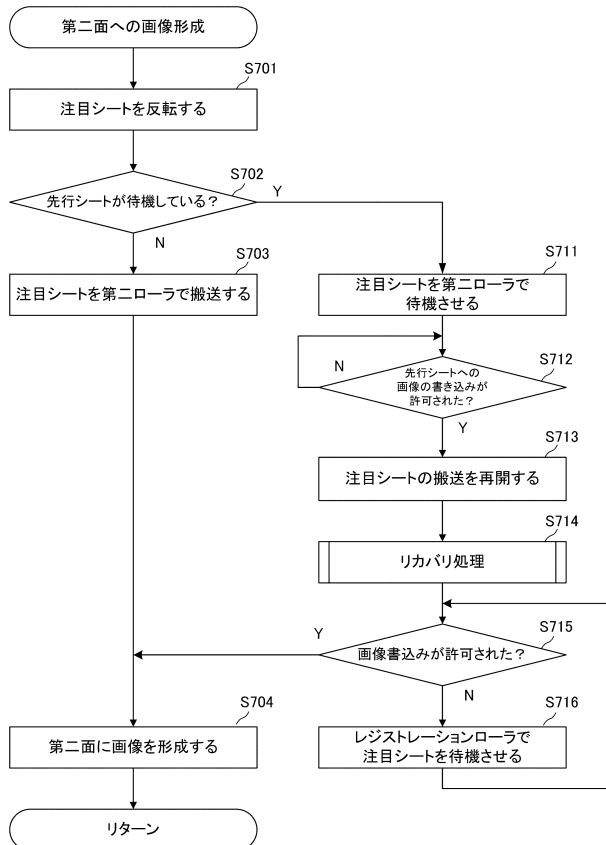 第二面への画像形成
S701
注目シートを反転する
S702
先行シートが待機している？
Y
N
S703
注目シートを第二ローラで搬送する
S711
注目シートを第二ローラで
待機させる
S712
先行シートへの
画像の書き込みが
許可された？
N
Y
S713
注目シートの搬送を再開する
S714
リカバリ処理
S715
画像書込みが許可された？
Y
N
S704
第二面に画像を形成する
S716
レジストレーションローラで
注目シートを待機させる
リターン